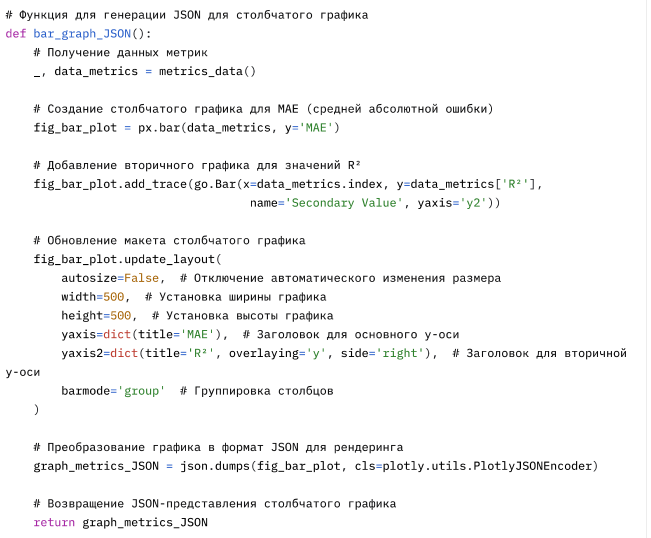 # Функция для генерации JSON для столбчатого графика
def bar_graph_JSON():
    # Получение данных метрик
    _, data_metrics = metrics_data()

    # Создание столбчатого графика для MAE (средней абсолютной ошибки)
    fig_bar_plot = px.bar(data_metrics, y='MAE')

    # Добавление вторичного графика для значений R²
    fig_bar_plot.add_trace(go.Bar(x=data_metrics.index, y=data_metrics['R²'],
                                   name='Secondary Value', yaxis='y2'))

    # Обновление макета столбчатого графика
    fig_bar_plot.update_layout(
        autosize=False,  # Отключение автоматического изменения размера
        width=500,  # Установка ширины графика
        height=500,  # Установка высоты графика
        yaxis=dict(title='MAE'),  # Заголовок для основного y-оси
        yaxis2=dict(title='R²', overlaying='y', side='right'),  # Заголовок для вторичной
y-оси
        barmode='group'  # Группировка столбцов
    )

    # Преобразование графика в формат JSON для рендеринга
    graph_metrics_JSON = json.dumps(fig_bar_plot, cls=plotly.utils.PlotlyJSONEncoder)

    # Возвращение JSON-представления столбчатого графика
    return graph_metrics_JSON